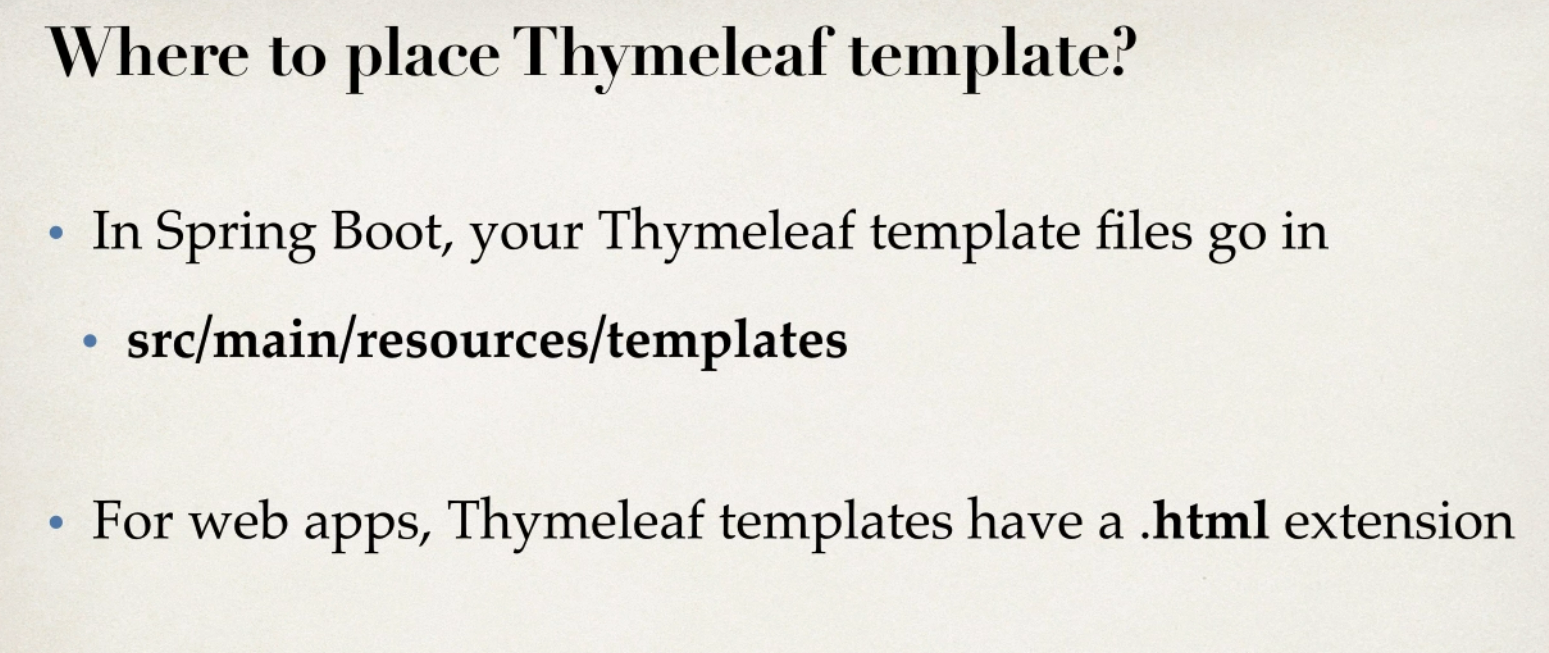 Where to place Thymeleaf template?
• In Spring Boot, your Thymeleaf template files go in
• src/main/resources/templates
• For web apps, Thymeleaf templates have a .html extension